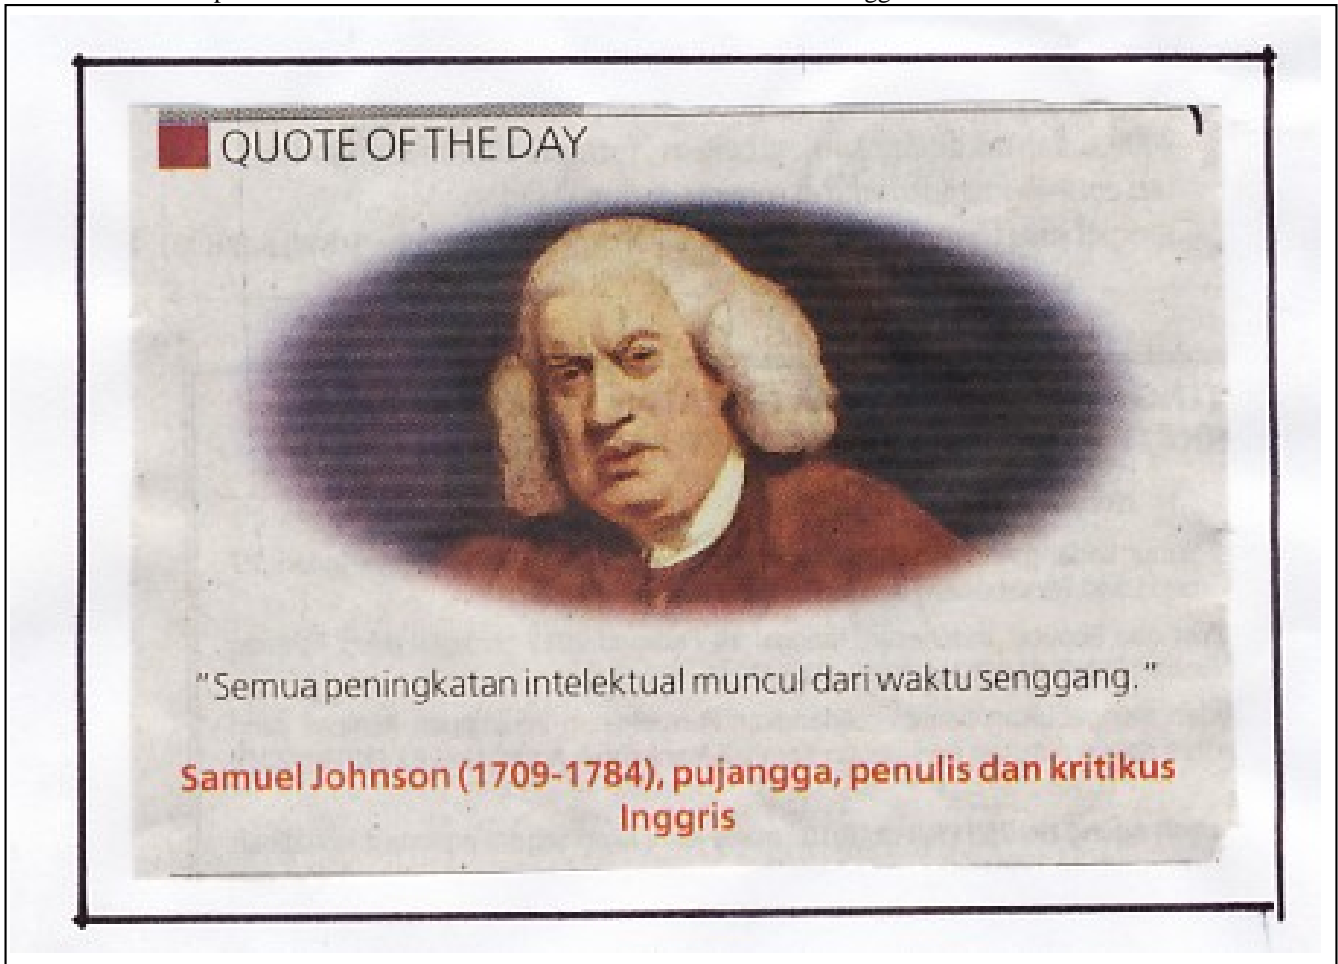 QUOTE OF THE DAY
"Semua peningkatan intelektual muncul dari waktu senggang."
Samuel Johnson (1709-1784), pujangga, penulis dan kritikus
Inggris